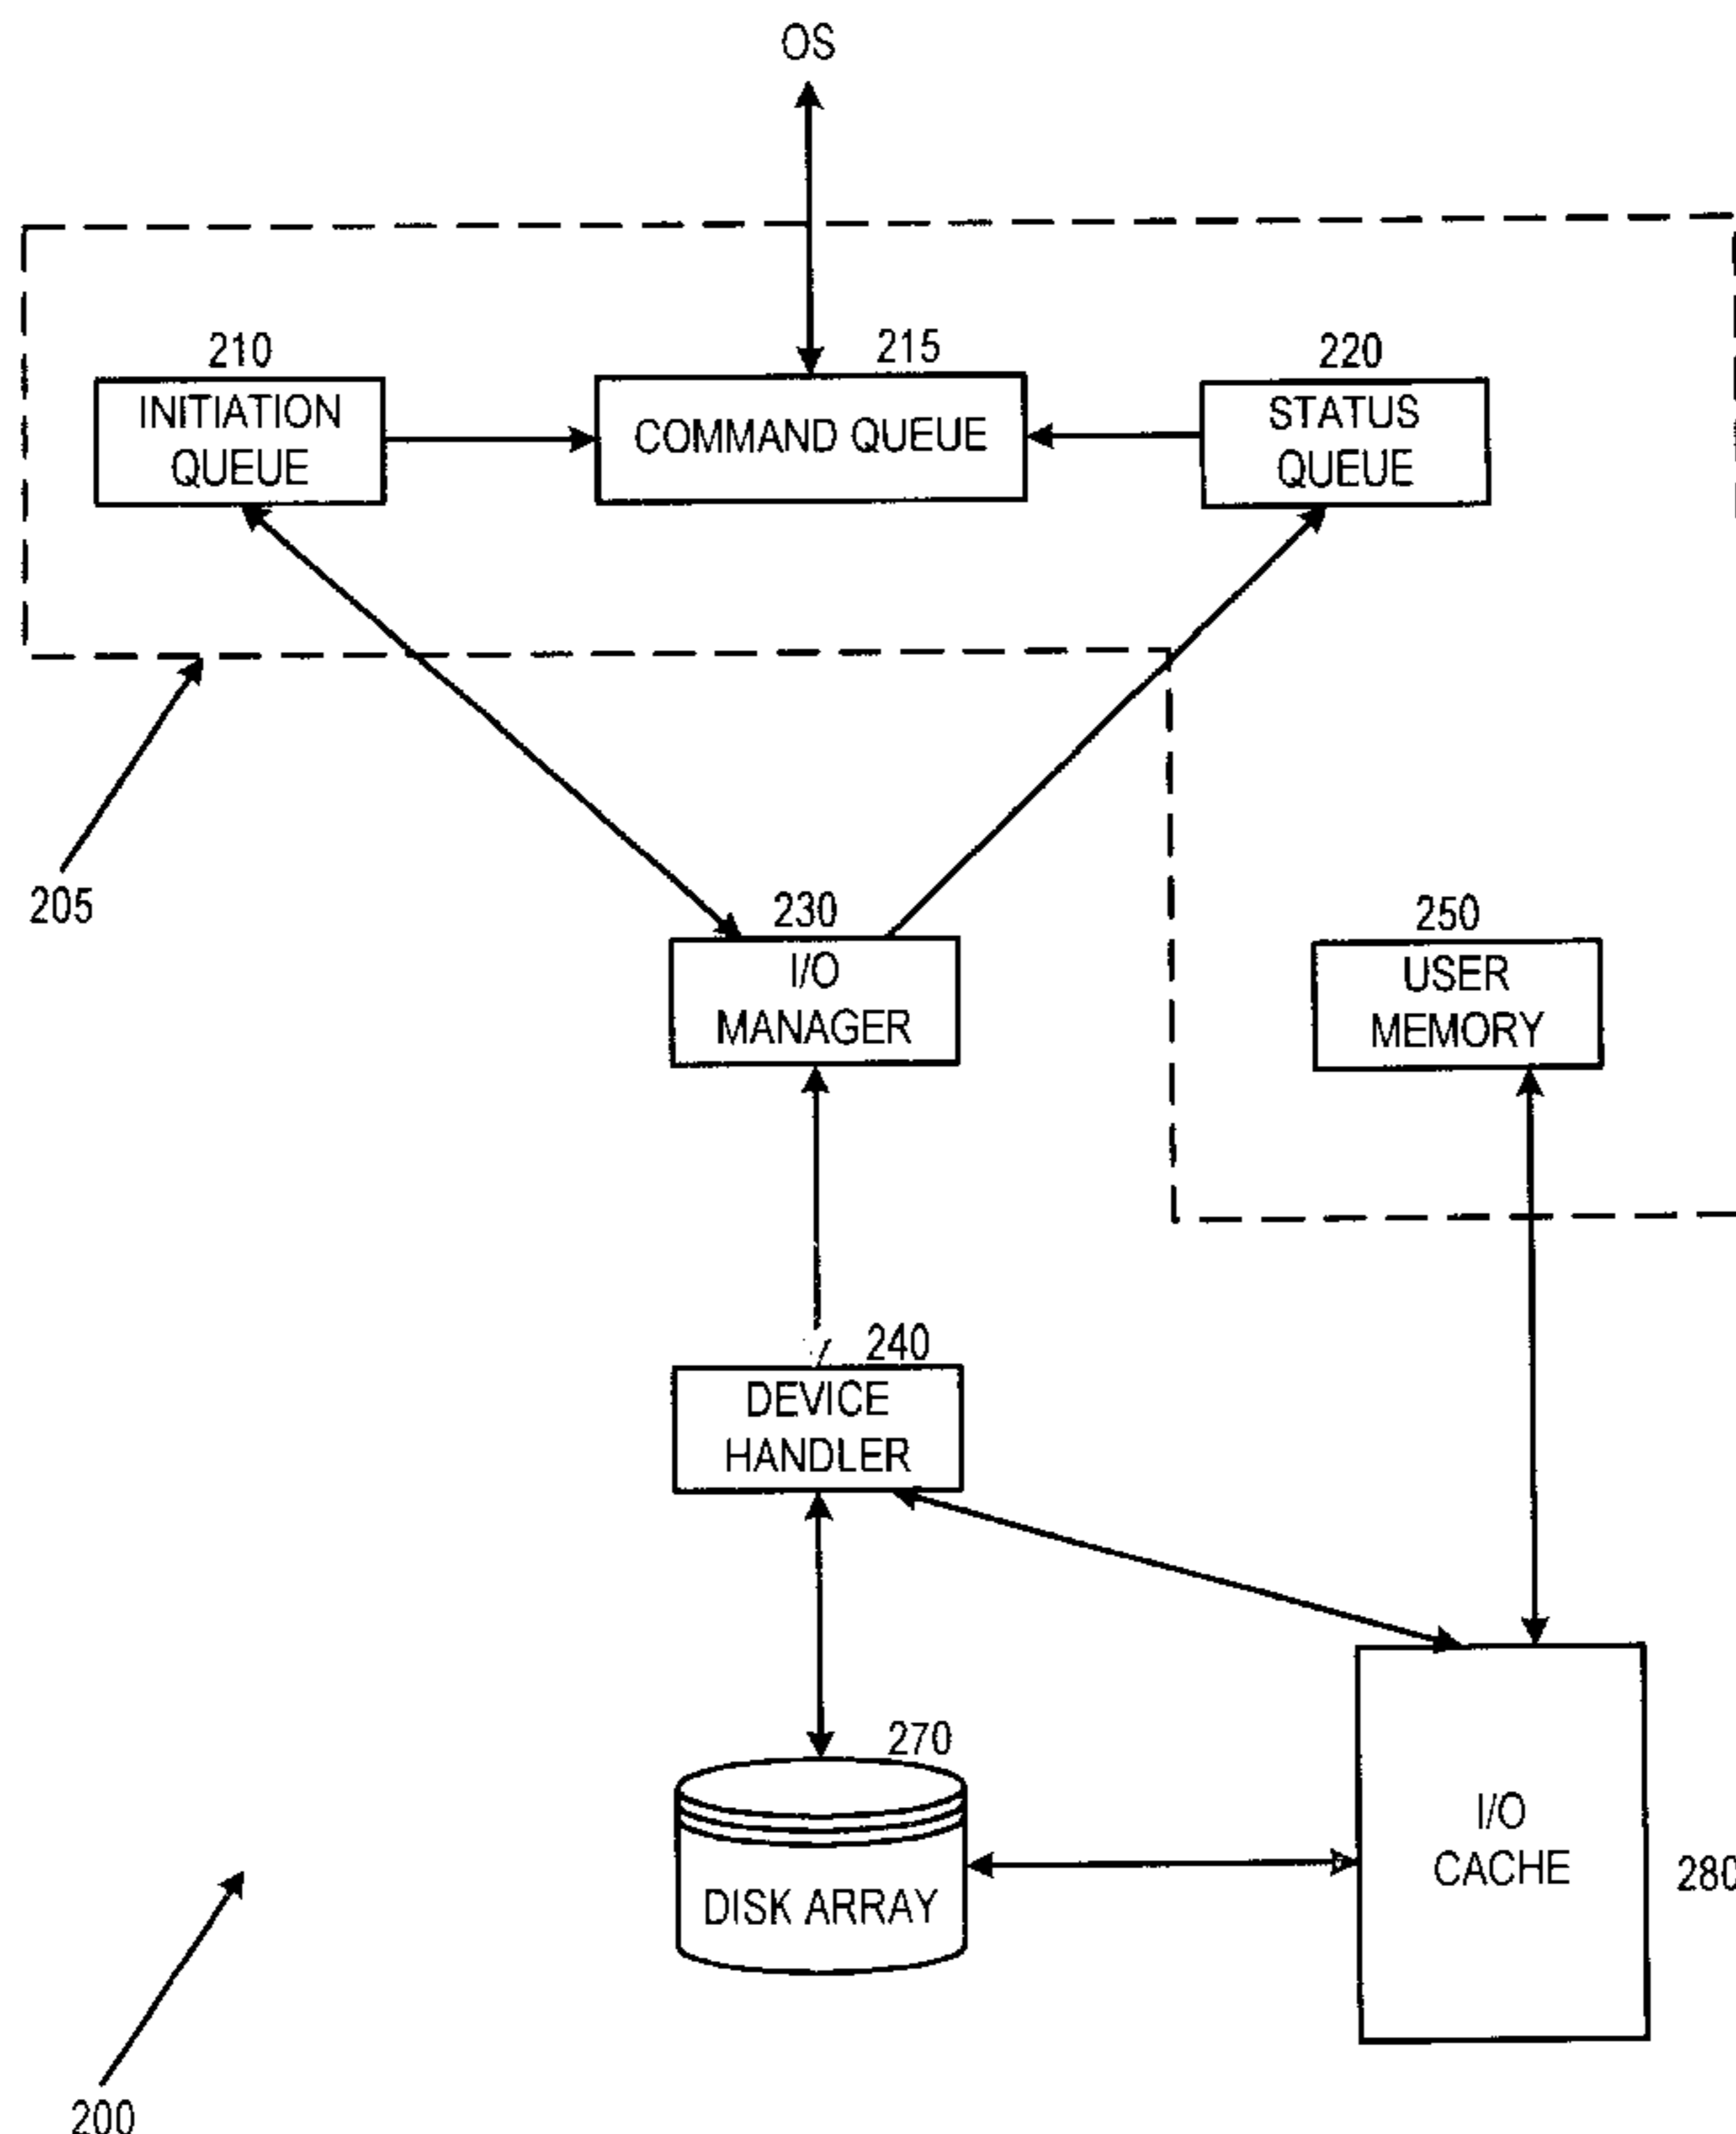 OS
210
INITIATION
QUEUE
215
COMMAND QUEUE
220
STATUS
QUEUE
205
230
I/O
MANAGER
250
USER
MEMORY
240
DEVICE
HANDLER
270
DISK ARRAY
I/O
CACHE
280
200